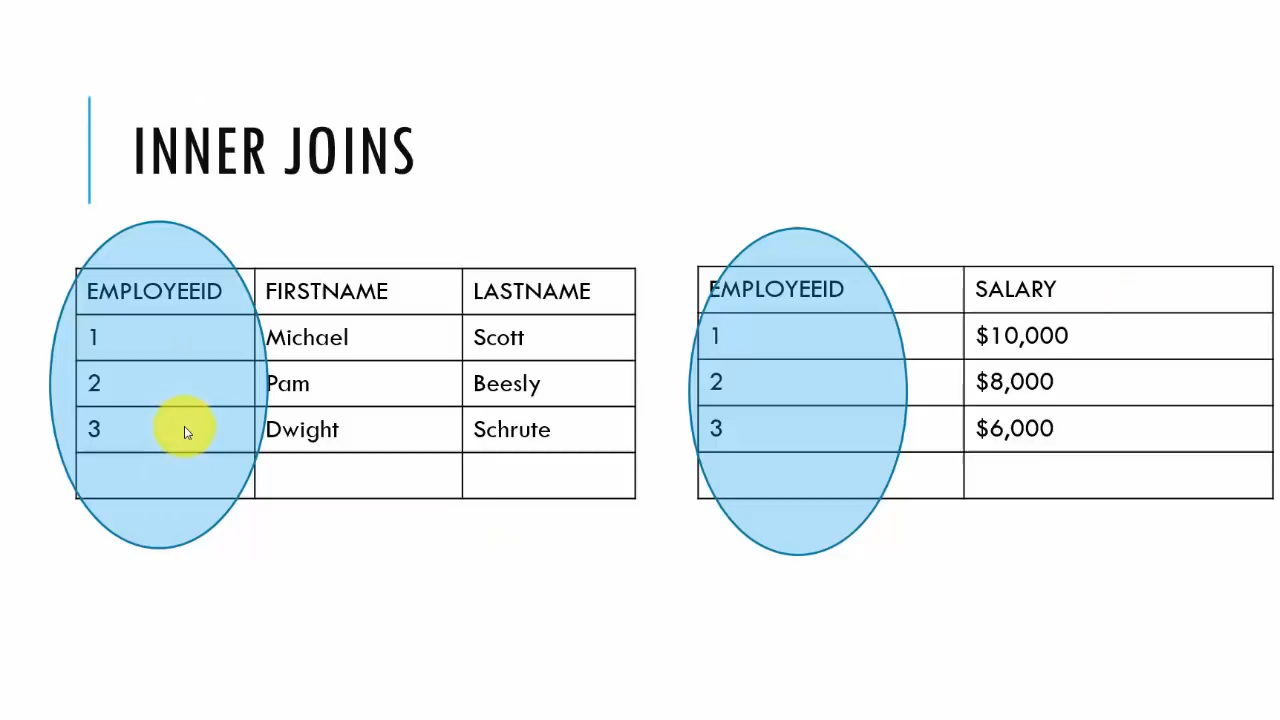 INNER JOINS
EMPLOYEEID FIRSTNAME LASTNAME
1 Michael Scott
2 Pam Beesly
3 Dwight Schrute
EMPLOYEEID SALARY
1 $10,000
2 $8,000
3 $6,000